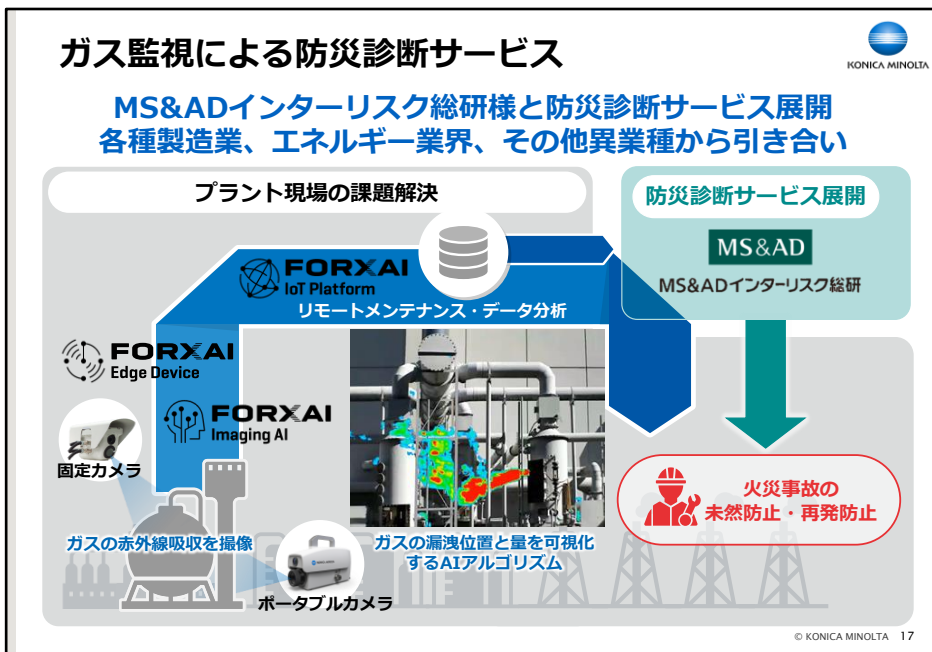 ガス監視による防災診断サービス
KONICA MINOLTA
MS&ADインターリスク総研様と防災診断サービス展開
各種製造業、エネルギー業界、その他異業種から引き合い
プラント現場の課題解決
防災診断サービス展開
MS&AD
MS&ADインターリスク総研
FORXAI
IoT Platform
リモートメンテナンス・データ分析
FORXAI
Edge Device
FORXAI
Imaging AI
固定カメラ
ガスの赤外線吸収を撮像
ポータブルカメラ
ガスの漏洩位置と量を可視化
するAIアルゴリズム
火災事故の
未然防止・再発防止
© KONICA MINOLTA 17